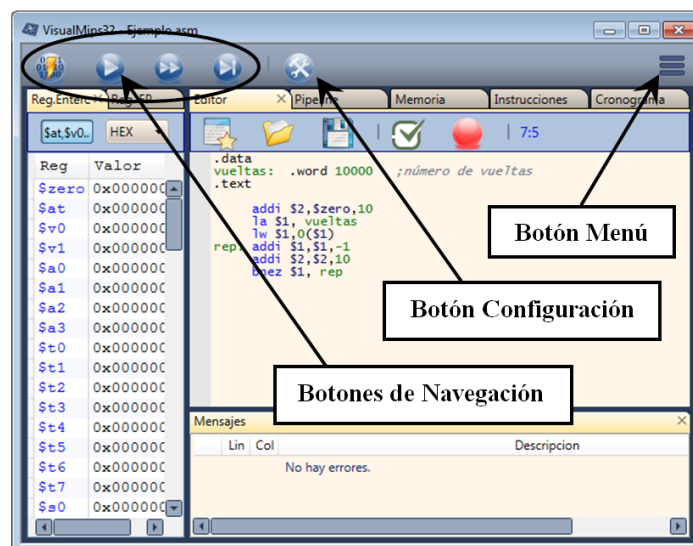 VisualMips32 - Ejemplo.asm
Reg.Enterc Reg.FP
Editor Pipeline Memoria Instrucciones Cronograma
$at,$v0.. HEX
7:5
Reg Valor
$zero 0x000000
$at 0x000000
$v0 0x000000
$v1 0x000000
$a0 0x000000
$a1 0x000000
$a2 0x000000
$a3 0x000000
$t0 0x000000
$t1 0x000000
$t2 0x000000
$t3 0x000000
$t4 0x000000
$t5 0x000000
$t6 0x000000
$t7 0x000000
$s0 0x000000
.data
vueltas: .word 10000 ;número de vueltas
.text
addi $2,$zero,10
la $1, vueltas
lw $1,0($1)
rep: addi $1,$1,-1
addi $2,$2,10
bnez $1, rep
Botón Menú
Botón Configuración
Botones de Navegación
Mensajes
Lin Col Descripcion
No hay errores.